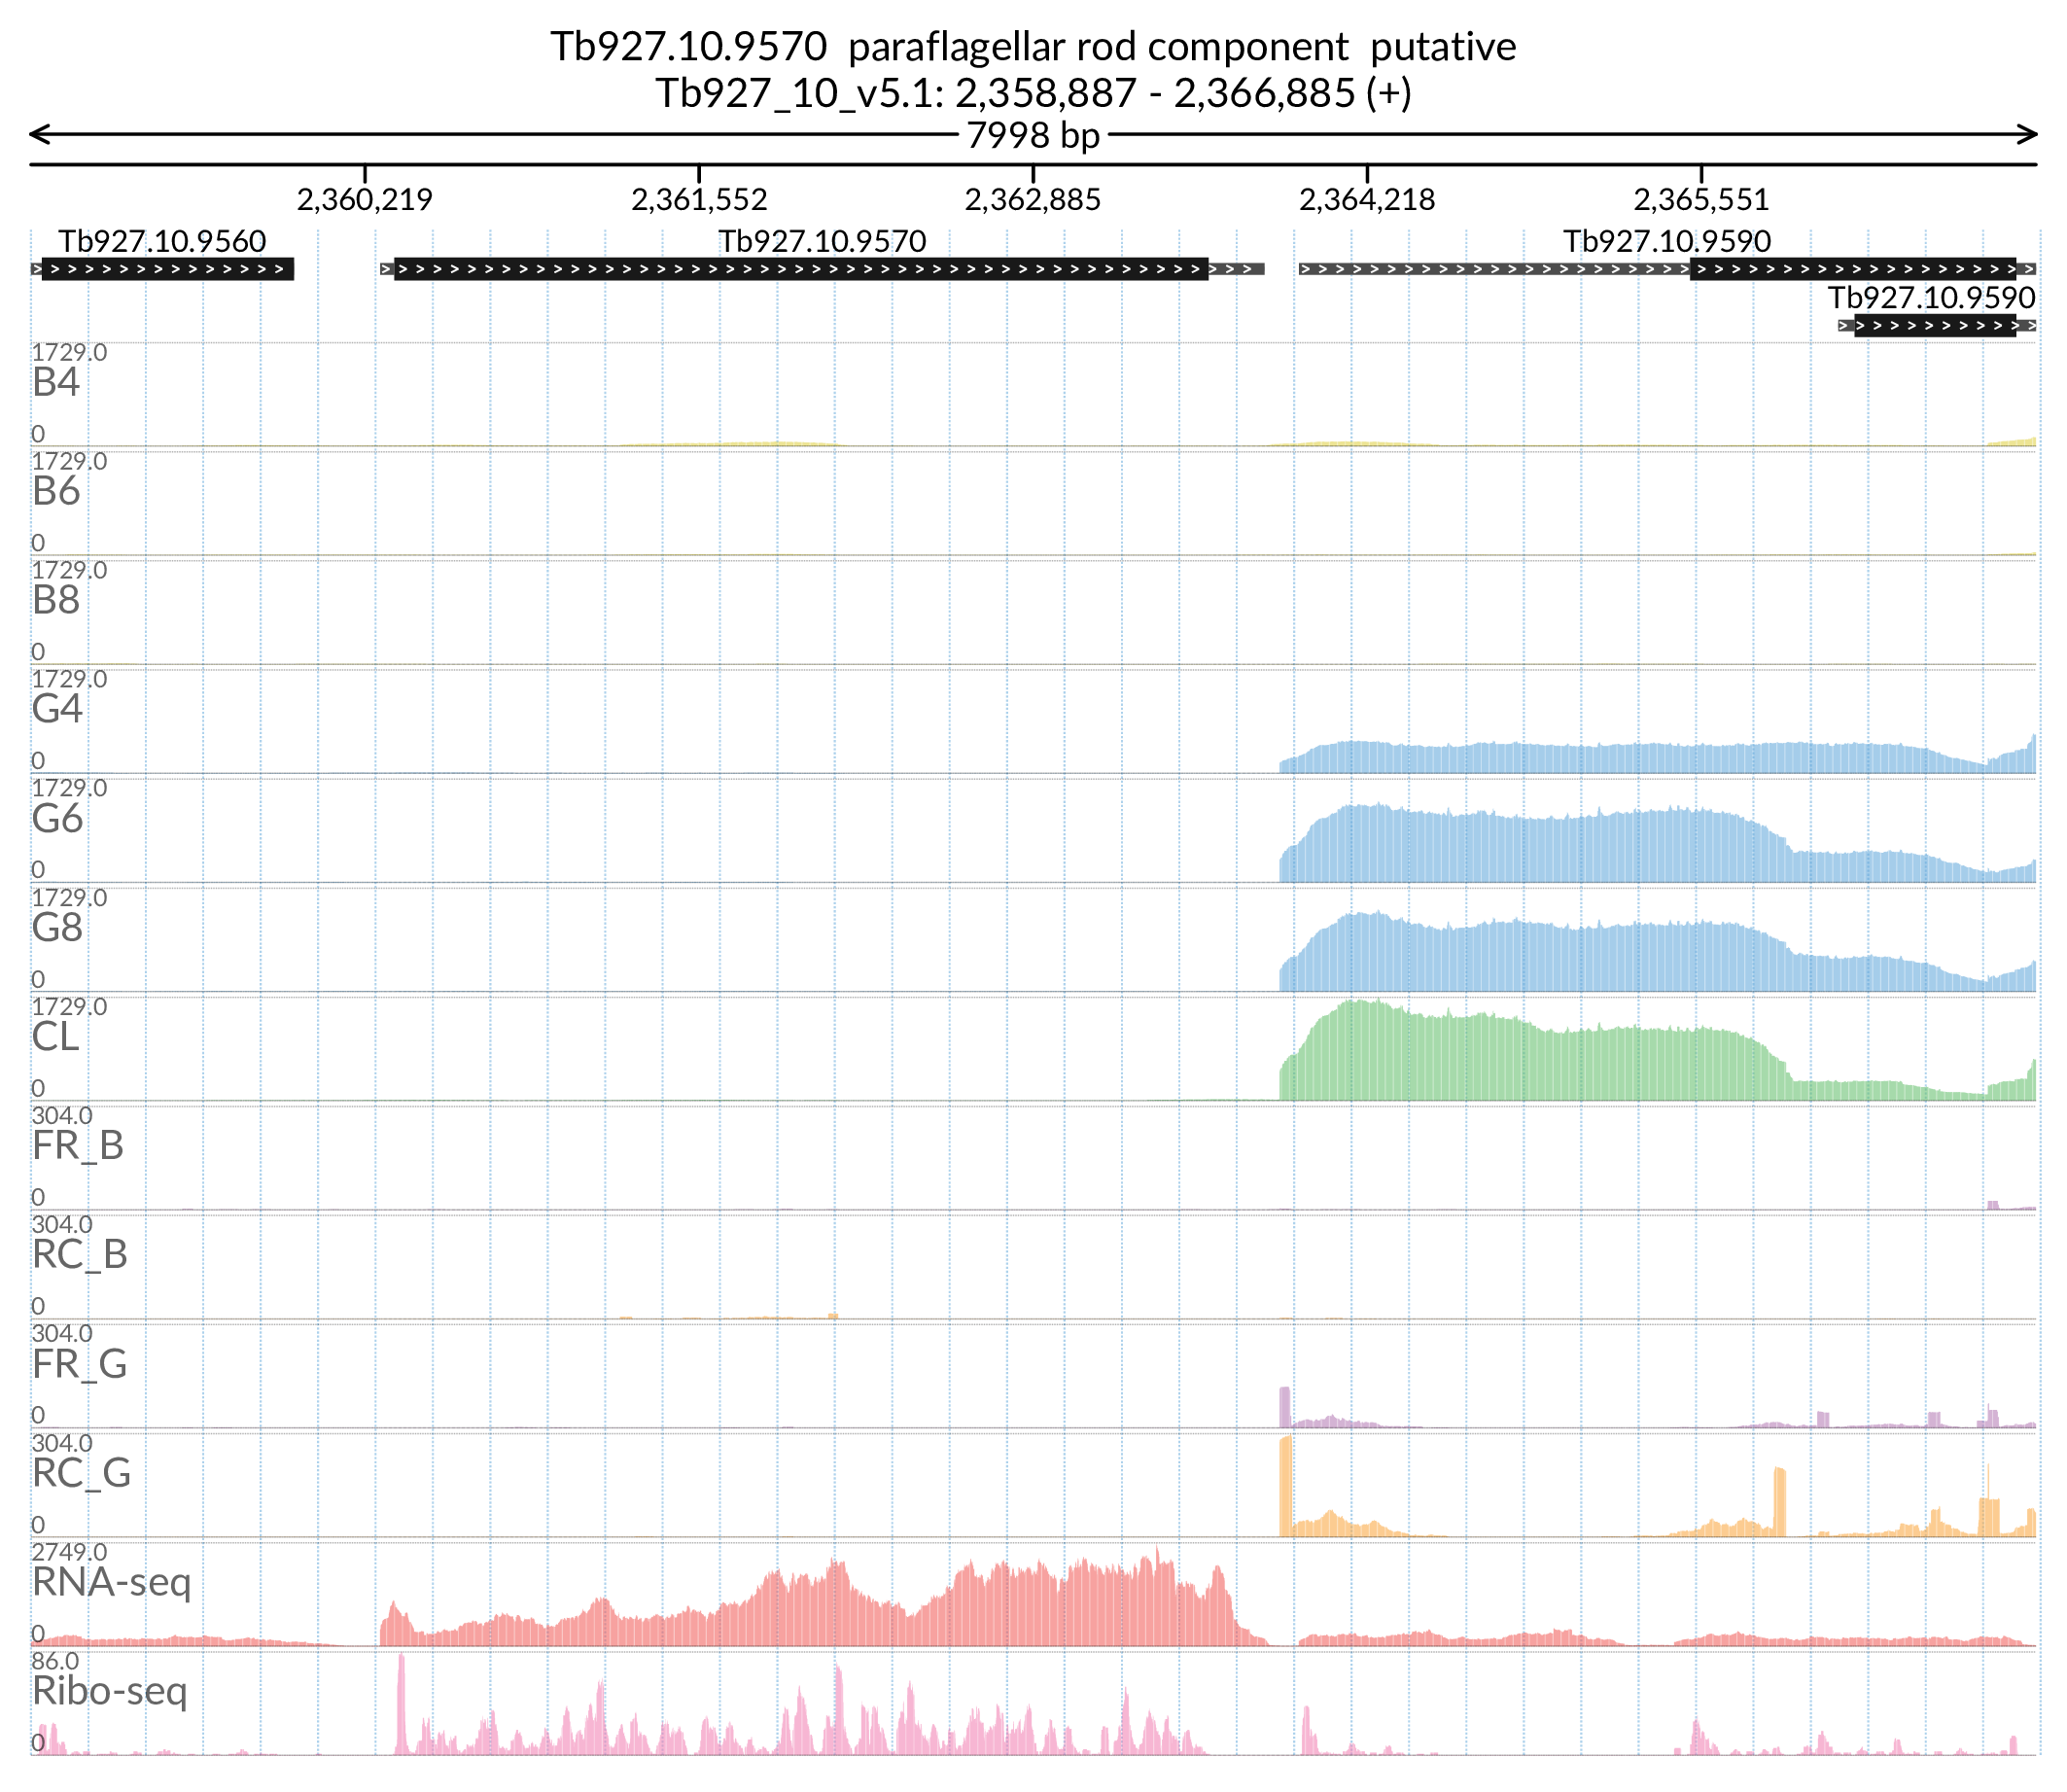 Tb927.10.9570 paraflagellar rod component putative
Tb927_10_v5.1: 2,358,887 - 2,366,885 (+)
7998 bp
2,360,219 2,361,552 2,362,885 2,364,218 2,365,551
Tb927.10.9560 Tb927.10.9570 Tb927.10.9590
Tb927.10.9590
1729.0
B4
0
1729.0
B6
0
1729.0
B8
0
1729.0
G4
0
1729.0
G6
0
1729.0
G8
0
1729.0
CL
0
304.0
FR_B
0
304.0
RC_B
0
304.0
FR_G
0
304.0
RC_G
0
2749.0
RNA-seq
0
86.0
Ribo-seq
0